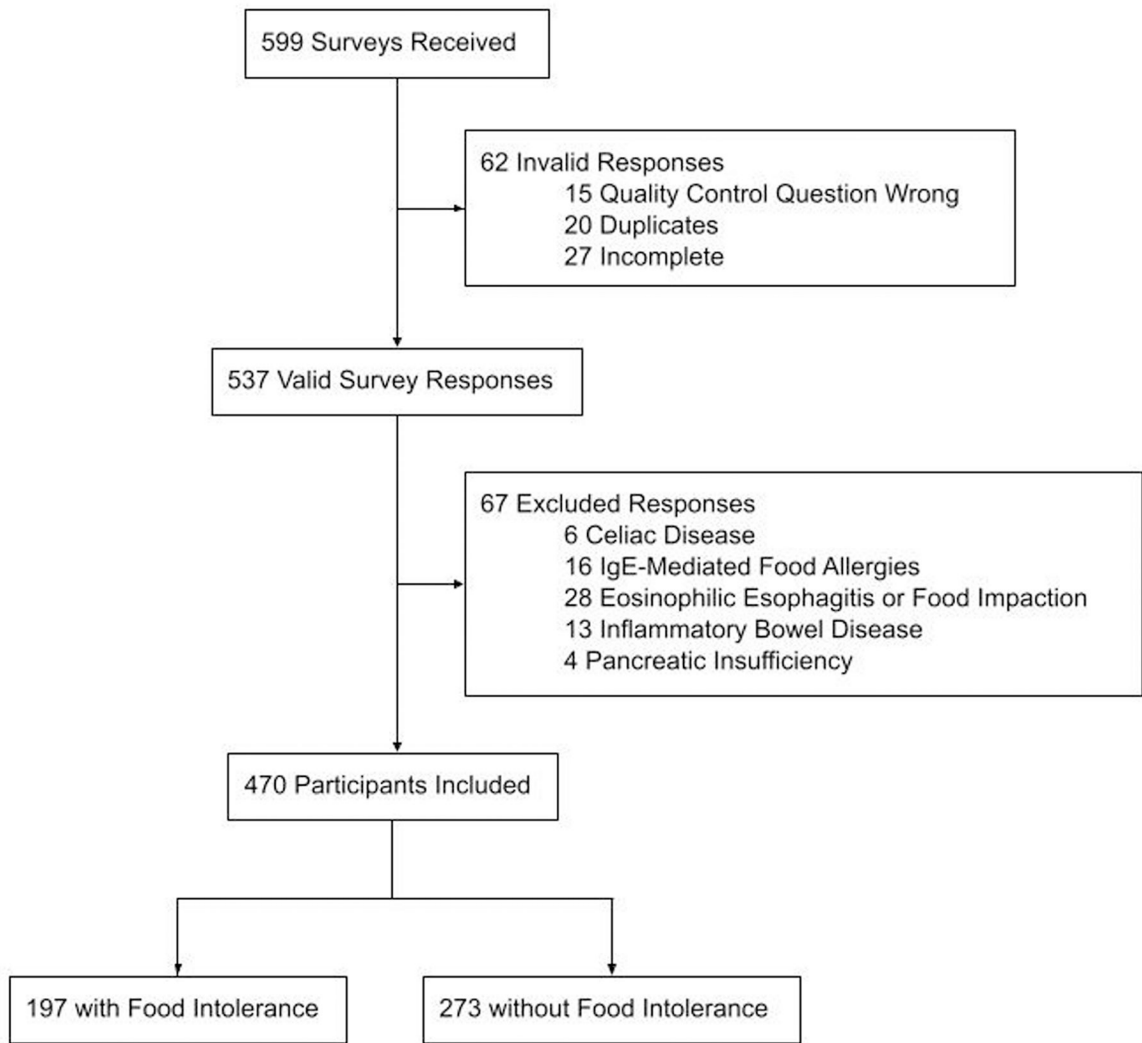 599 Surveys Received
62 Invalid Responses
15 Quality Control Question Wrong
20 Duplicates
27 Incomplete
537 Valid Survey Responses
67 Excluded Responses
6 Celiac Disease
16 IgE-Mediated Food Allergies
28 Eosinophilic Esophagitis or Food Impaction
13 Inflammatory Bowel Disease
4 Pancreatic Insufficiency
470 Participants Included
197 with Food Intolerance
273 without Food Intolerance